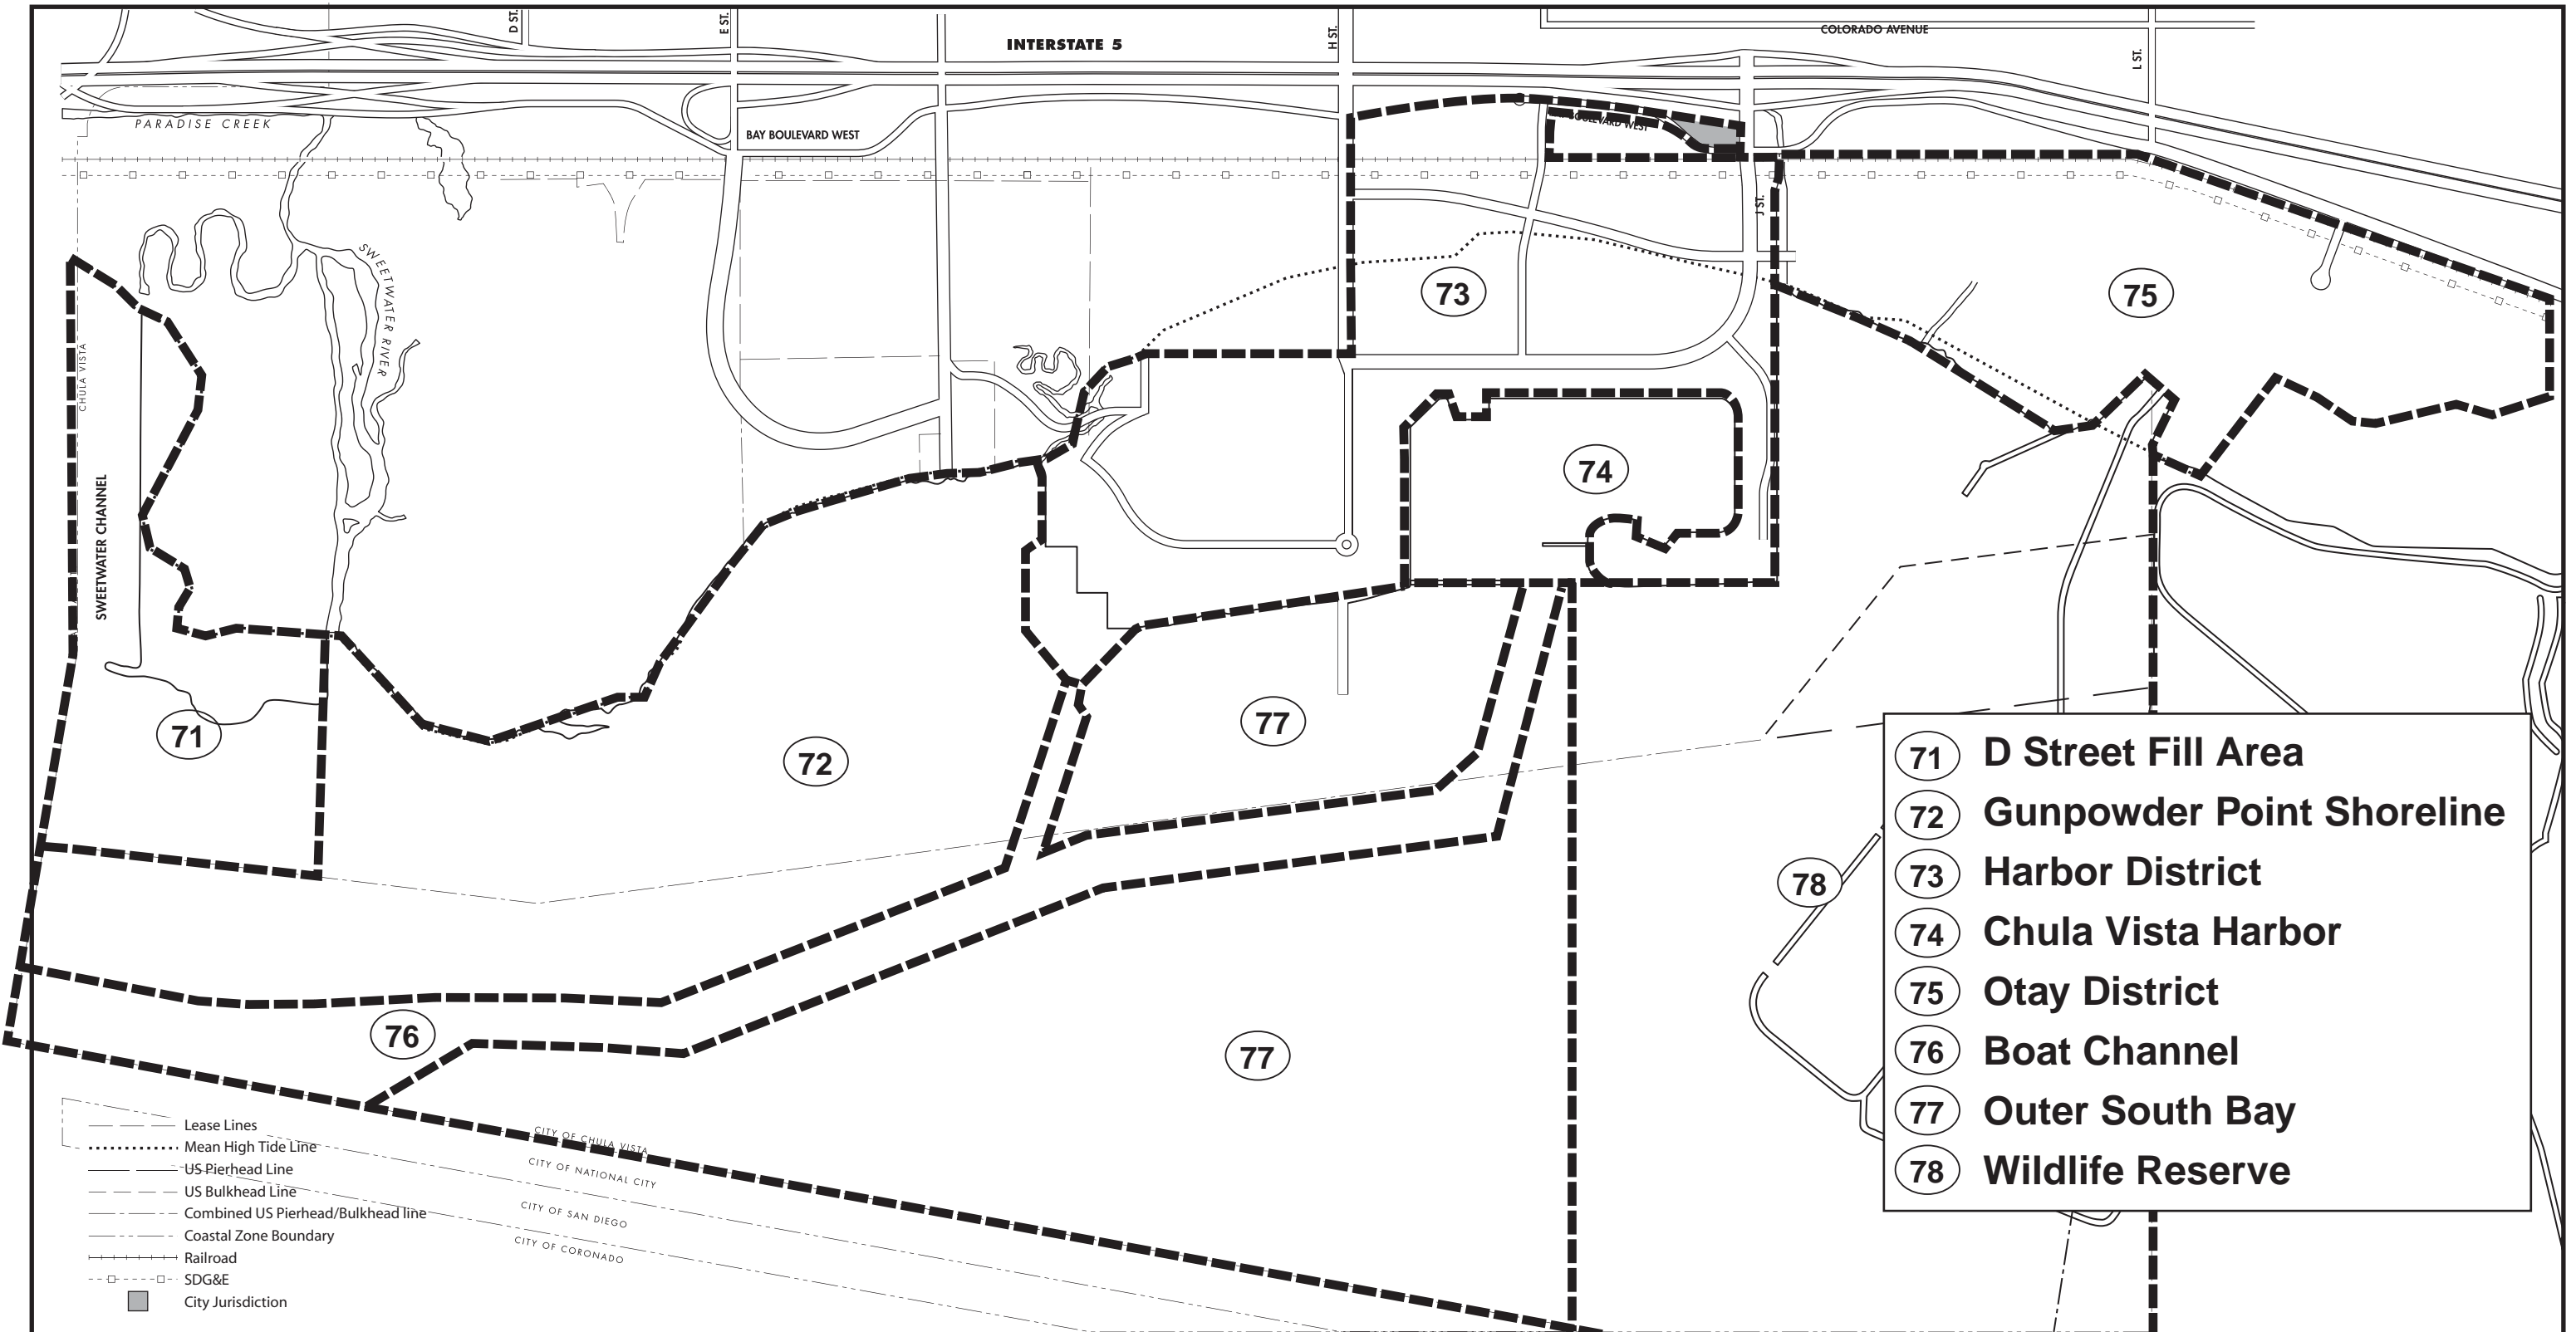 D ST.
E ST.
INTERSTATE 5
H ST.
COLORADO AVENUE
L ST.
PARADISE CREEK
BAY BOULEVARD WEST
BOULEVARD WEST
J ST.
SWEETWATER RIVER
CHULA VISTA
SWEETWATER CHANNEL
73
75
74
71
72
77
78
76
77
71 D Street Fill Area
72 Gunpowder Point Shoreline
73 Harbor District
74 Chula Vista Harbor
75 Otay District
76 Boat Channel
77 Outer South Bay
78 Wildlife Reserve
CITY OF CHULA VISTA
CITY OF NATIONAL CITY
CITY OF SAN DIEGO
CITY OF CORONADO
Lease Lines
Mean High Tide Line
US Pierhead Line
US Bulkhead Line
Combined US Pierhead/Bulkhead line
Coastal Zone Boundary
Railroad
SDG&E
City Jurisdiction